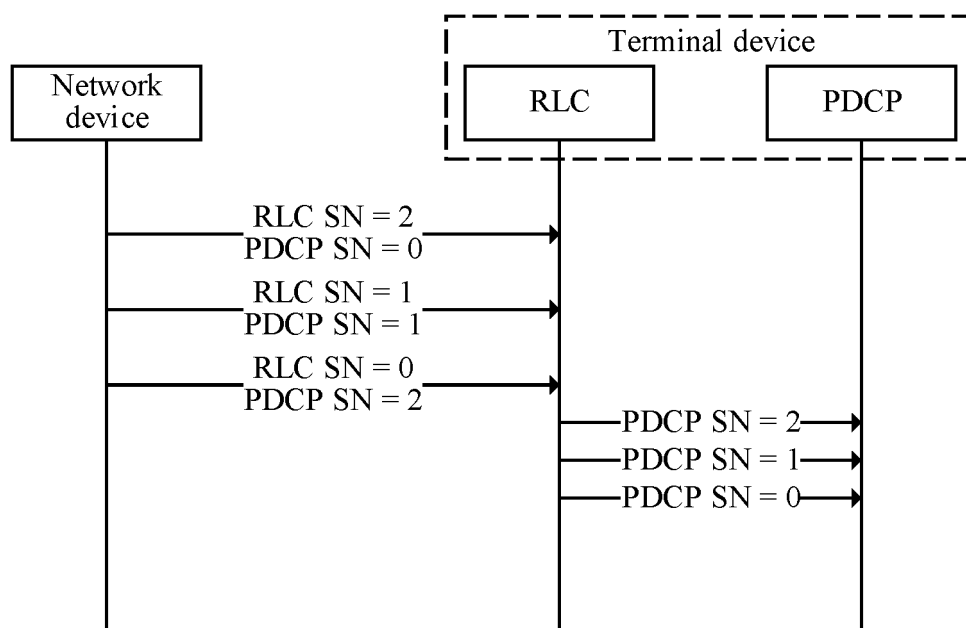 Terminal device
Network
device
RLC
PDCP
RLC SN = 2
PDCP SN = 0
RLC SN = 1
PDCP SN = 1
RLC SN = 0
PDCP SN = 2
PDCP SN = 2
PDCP SN = 1
PDCP SN = 0